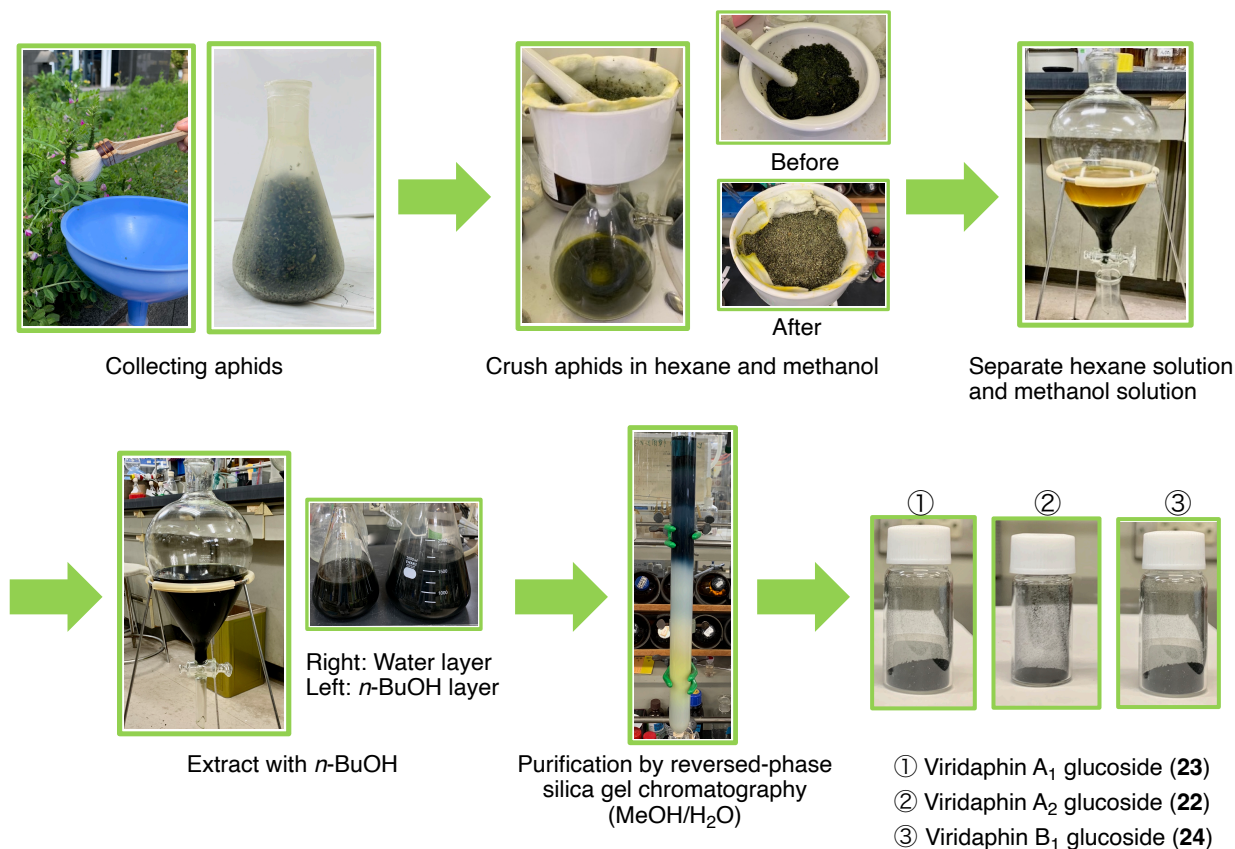 Before
After
Collecting aphids
Crush aphids in hexane and methanol
Separate hexane solution
and methanol solution
Right: Water layer
Left: n-BuOH layer
Extract with n-BuOH
Purification by reversed-phase
silica gel chromatography
(MeOH/H₂O)
① ② ③
① Viridaphin A₁ glucoside (23)
② Viridaphin A₂ glucoside (22)
③ Viridaphin B₁ glucoside (24)